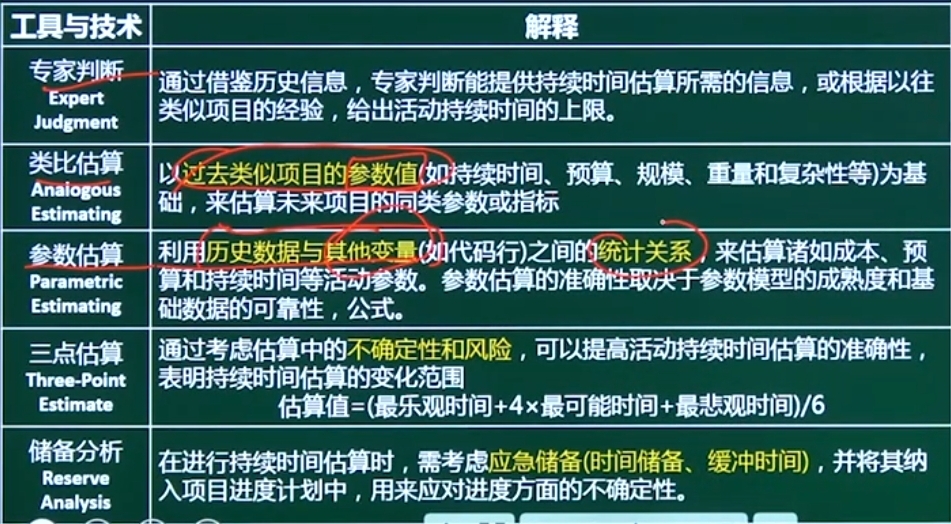 工具与技术
解释
专家判断
Expert
Judgment
通过借鉴历史信息，专家判断能提供持续时间估算所需的信息，或根据以往
类似项目的经验，给出活动持续时间的上限。
类比估算
Anaiogous
Estimating
以过去类似项目的参数值(如持续时间、预算、规模、重量和复杂性等)为基
础，来估算未来项目的同类参数或指标
参数估算
Parametric
Estimating
利用历史数据与其他变量(如代码行)之间的统计关系，来估算诸如成本、预
算和持续时间等活动参数。参数估算的准确性取决于参数模型的成熟度和基
础数据的可靠性，公式。
三点估算
Three-Point
Estimate
通过考虑估算中的不确定性和风险，可以提高活动持续时间估算的准确性，
表明持续时间估算的变化范围
估算值=(最乐观时间+4×最可能时间+最悲观时间)/6
储备分析
Reserve
Analysis
在进行持续时间估算时，需考虑应急储备(时间储备、缓冲时间)，并将其纳
入项目进度计划中，用来应对进度方面的不确定性。